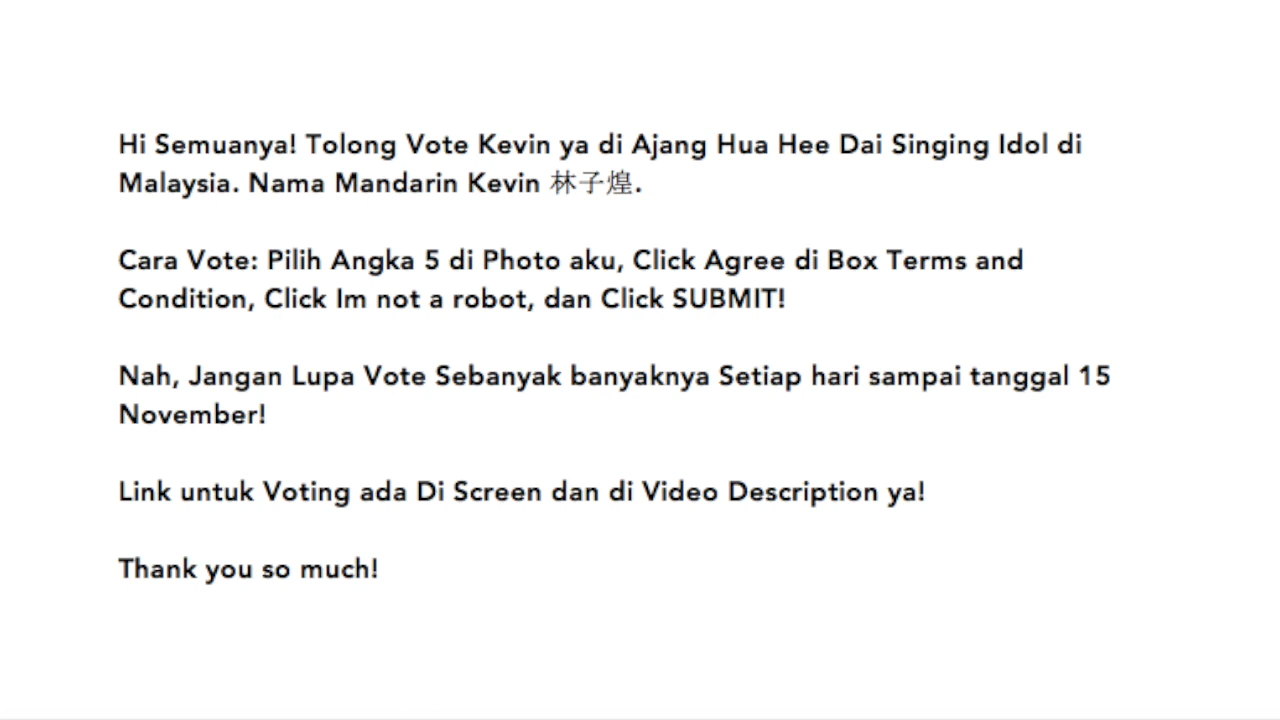 Hi Semuanya! Tolong Vote Kevin ya di Ajang Hua Hee Dai Singing Idol di
Malaysia. Nama Mandarin Kevin 林子煌.
Cara Vote: Pilih Angka 5 di Photo aku, Click Agree di Box Terms and
Condition, Click Im not a robot, dan Click SUBMIT!
Nah, Jangan Lupa Vote Sebanyak banyaknya Setiap hari sampai tanggal 15
November!
Link untuk Voting ada Di Screen dan di Video Description ya!
Thank you so much!